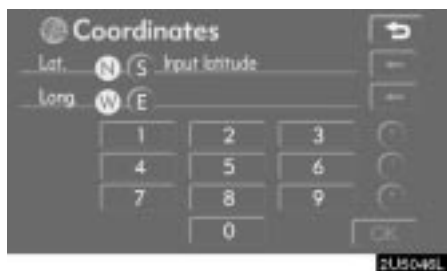 Coordinates
Lat. N S Input latitude
Long. W E
1 2 3
4 5 6
7 8 9
0 OK
2U5046L